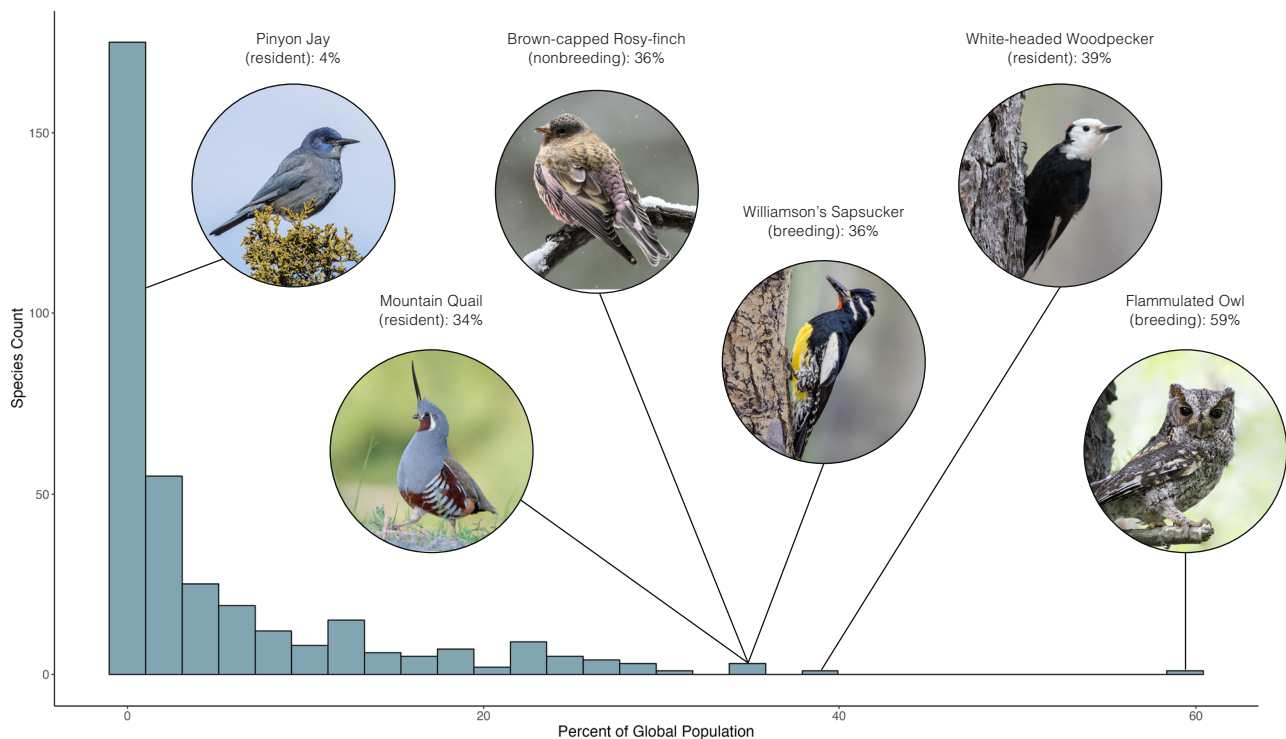 Pinyon Jay
(resident): 4%
Brown-capped Rosy-finch
(nonbreeding): 36%
White-headed Woodpecker
(resident): 39%
Williamson's Sapsucker
(breeding): 36%
Mountain Quail
(resident): 34%
Flammulated Owl
(breeding): 59%
Species Count
150
100
50
0
0
20
40
60
Percent of Global Population